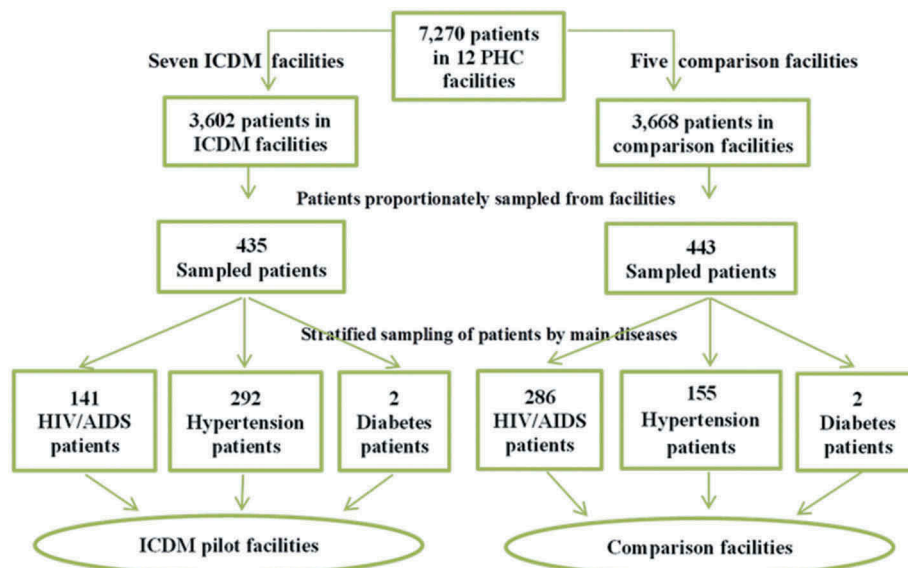 7,270 patients
in 12 PHC
facilities
Seven ICDM facilities
Five comparison facilities
3,602 patients in
ICDM facilities
3,668 patients in
comparison facilities
Patients proportionately sampled from facilities
435
Sampled patients
443
Sampled patients
Stratified sampling of patients by main diseases
141
HIV/AIDS
patients
292
Hypertension
patients
2
Diabetes
patients
286
HIV/AIDS
patients
155
Hypertension
patients
2
Diabetes
patients
ICDM pilot facilities
Comparison facilities